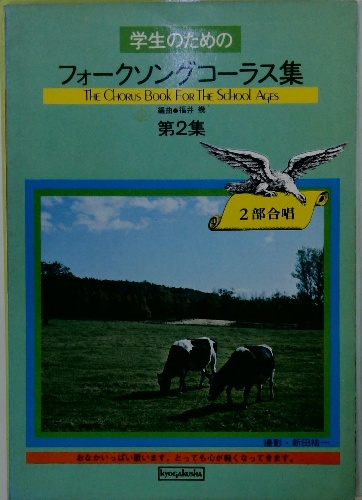 学生のための
フォークソングコーラス集
THE CHORUS BOOK FOR THE SCHOOL AGES
編曲●福井
第2集
2部合唱
撮影・新田祐一
おなかいっぱい歌います。とっても心が軽くなってきます。
KYOGAKUSHA